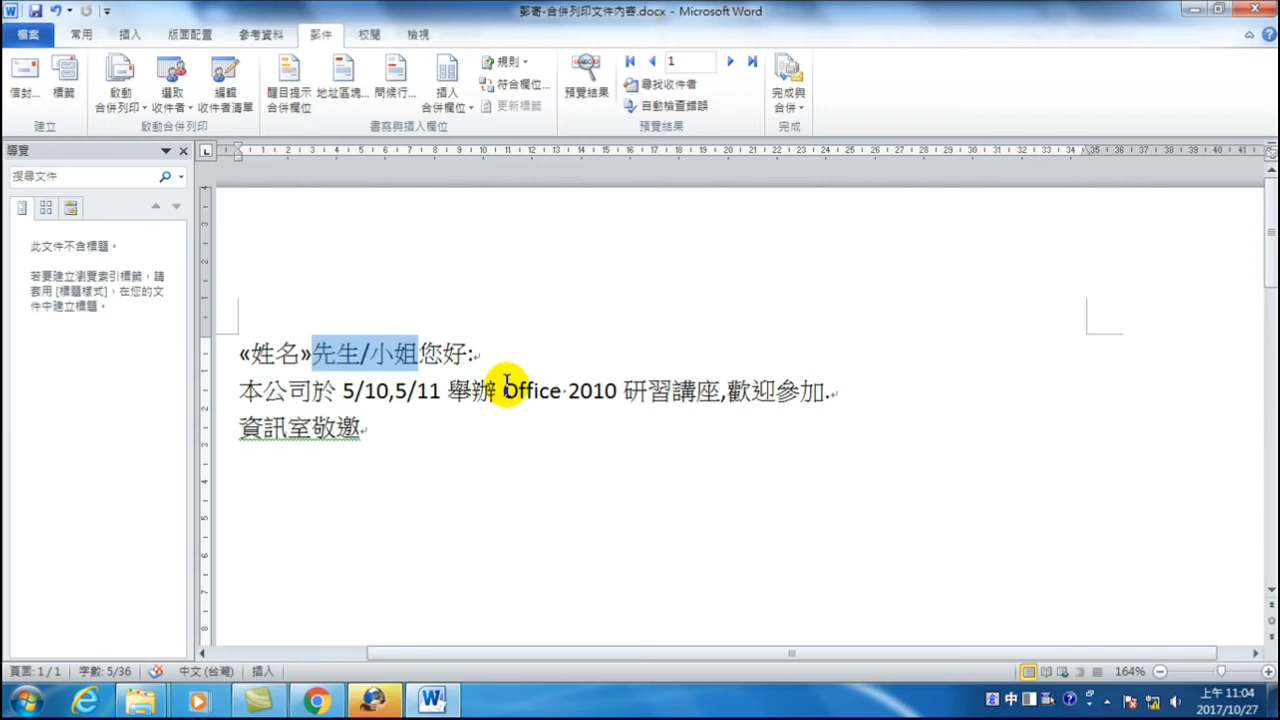 郵寄-合併列印文件內容.docx - Microsoft Word
檔案 常用 插入 版面配置 參考資料 郵件 校閱 檢視
信封... 標籤 啟動合併列印 選取收件者 編輯收件者清單 醒目提示合併欄位 地址區塊... 問候行... 插入合併欄位 規則 符合欄位... 更新標籤 預覽結果 1 尋找收件者 自動檢查錯誤 完成與合併
建立 啟動合併列印 書寫與插入欄位 預覽結果 完成
導覽
搜尋文件
此文件不含標題。
若要建立瀏覽索引標籤，請
套用 [標題樣式]，在您的文
件中建立標題。
«姓名»先生/小姐您好:
本公司於 5/10,5/11 舉辦 Office 2010 研習講座,歡迎參加.
資訊室敬邀
頁面: 1/1 字數: 5/36 中文 (台灣) 插入 164%
中 上午 11:04
2017/10/27